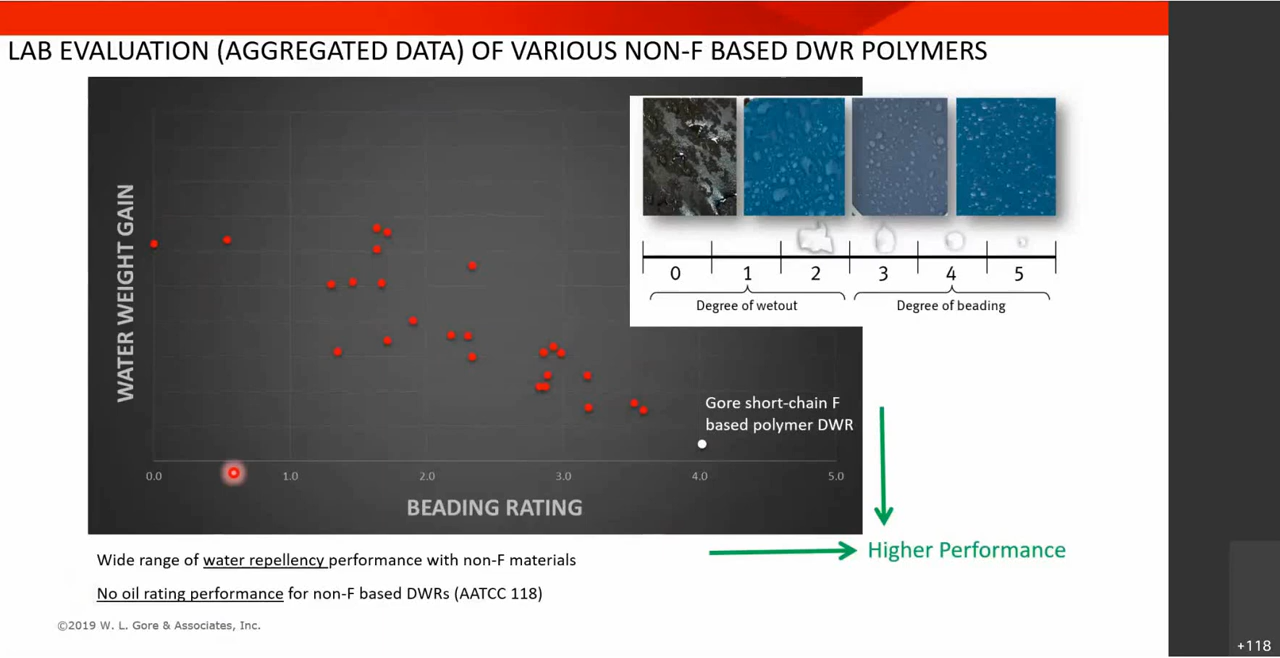 LAB EVALUATION (AGGREGATED DATA) OF VARIOUS NON-F BASED DWR POLYMERS
WATER WEIGHT GAIN
0 1 2 3 4 5
Degree of wetout Degree of beading
Gore short-chain F
based polymer DWR
0.0 1.0 2.0 3.0 4.0 5.0
BEADING RATING
Higher Performance
Wide range of water repellency performance with non-F materials
No oil rating performance for non-F based DWRs (AATCC 118)
©2019 W. L. Gore & Associates, Inc.
+118